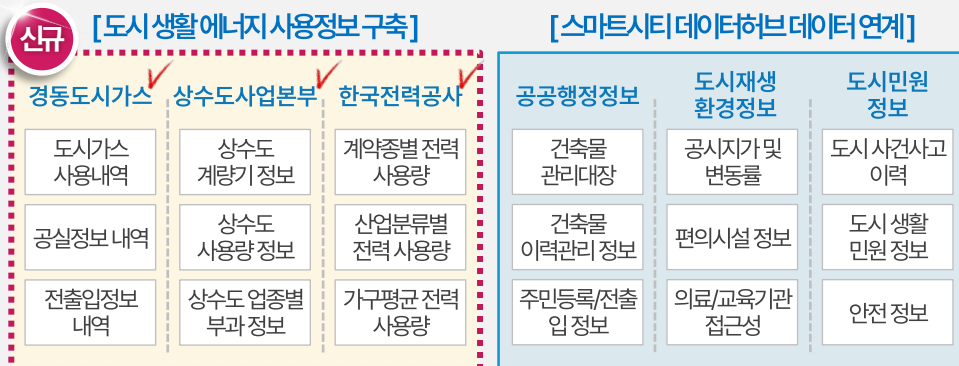 신규
[ 도시 생활 에너지 사용정보 구축 ]
경동도시가스
상수도사업본부
한국전력공사
도시가스
사용내역
상수도
계량기 정보
계약종별 전력
사용량
공실정보 내역
상수도
사용량 정보
산업분류별
전력 사용량
전출입정보
내역
상수도 업종별
부과 정보
가구평균 전력
사용량
[ 스마트시티 데이터허브 데이터 연계 ]
공공행정정보
도시재생
환경정보
도시민원
정보
건축물
관리대장
공시지가 및
변동률
도시 사건사고
이력
건축물
이력관리 정보
편의시설 정보
도시 생활
민원 정보
주민등록/전출
입 정보
의료/교육기관
접근성
안전 정보